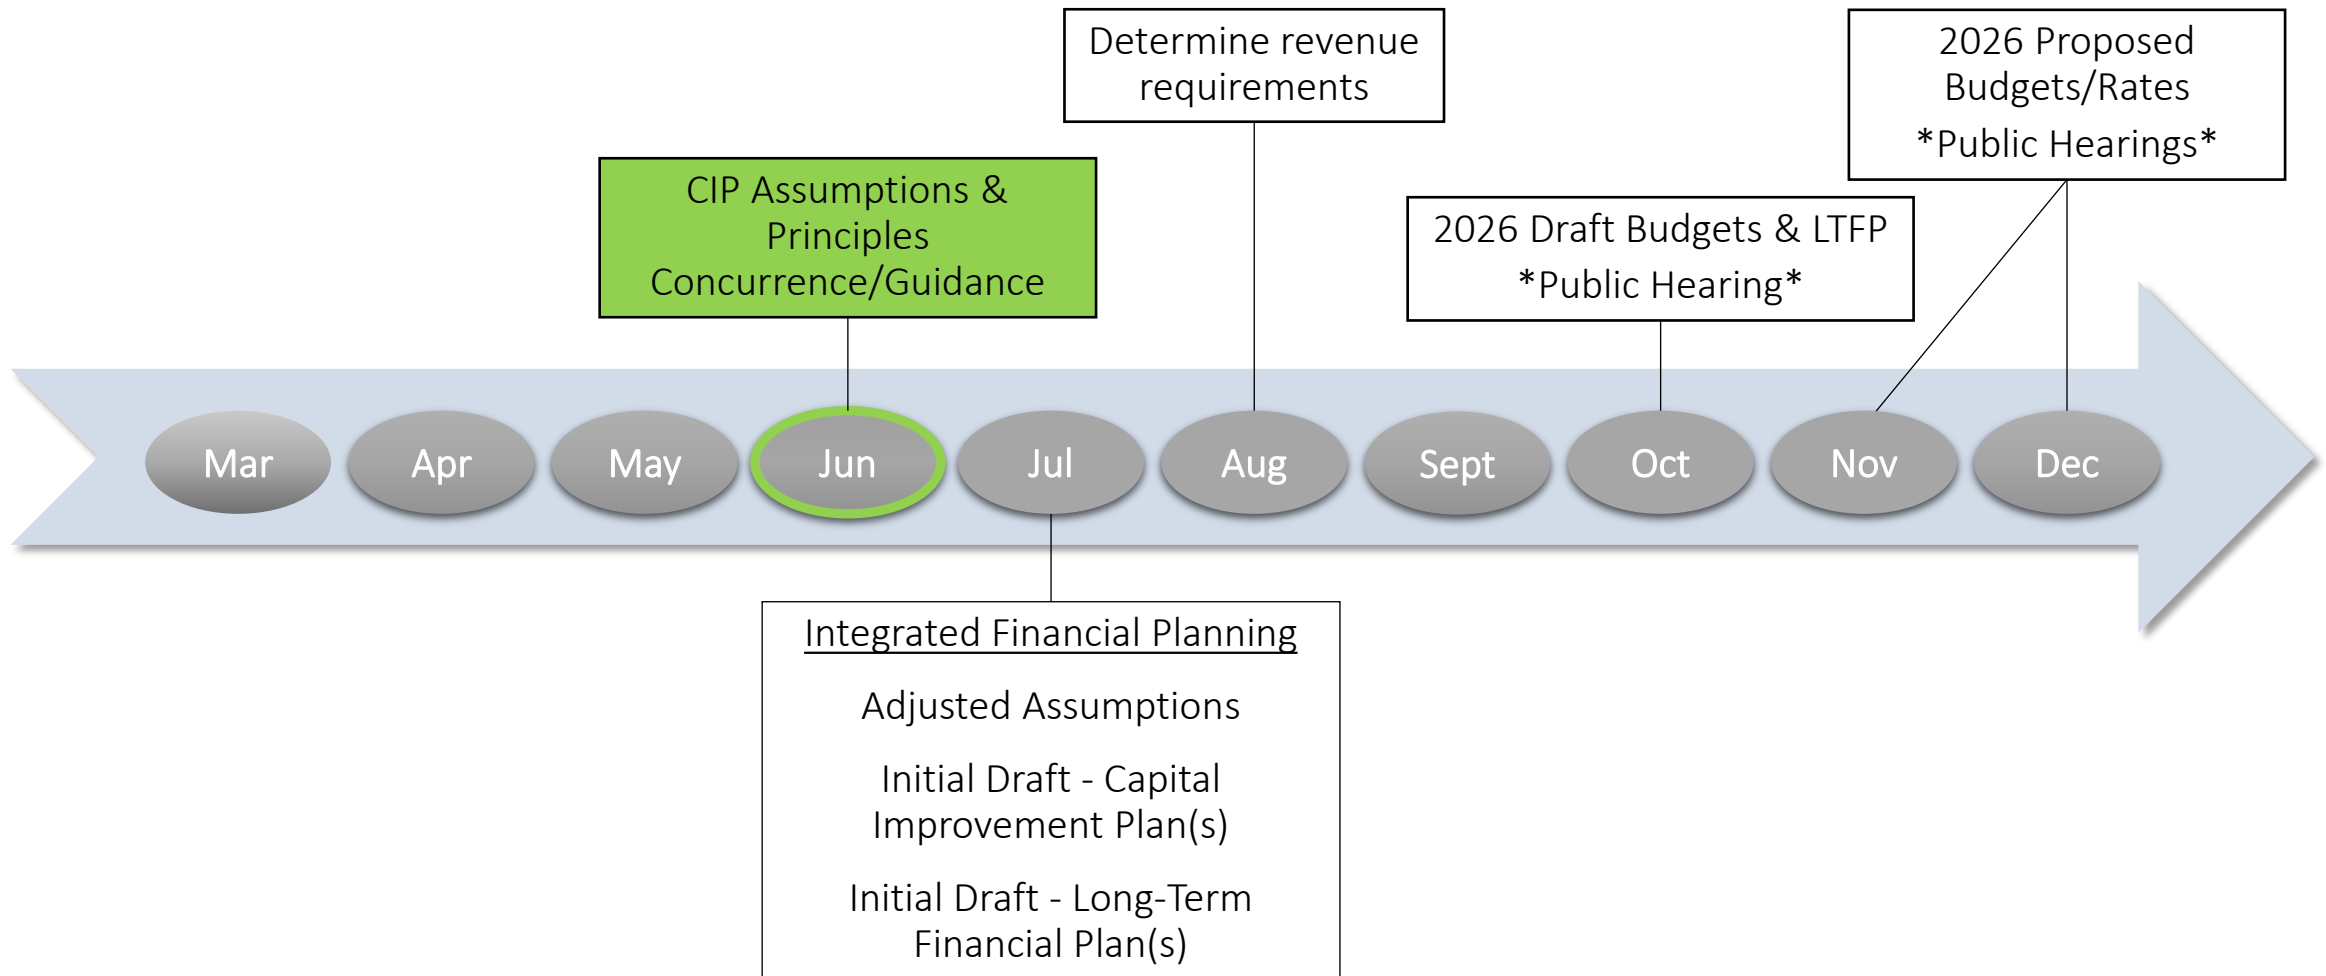 Determine revenue
requirements
2026 Proposed
Budgets/Rates
*Public Hearings*
CIP Assumptions &
Principles
Concurrence/Guidance
2026 Draft Budgets & LTFP
*Public Hearing*
Mar
Apr
May
Jun
Jul
Aug
Sept
Oct
Nov
Dec
Integrated Financial Planning
Adjusted Assumptions
Initial Draft - Capital
Improvement Plan(s)
Initial Draft - Long-Term
Financial Plan(s)